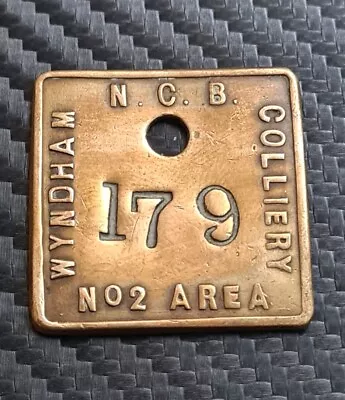 N.C.B.
WYNDHAM
COLLIERY
179
NO2 AREA